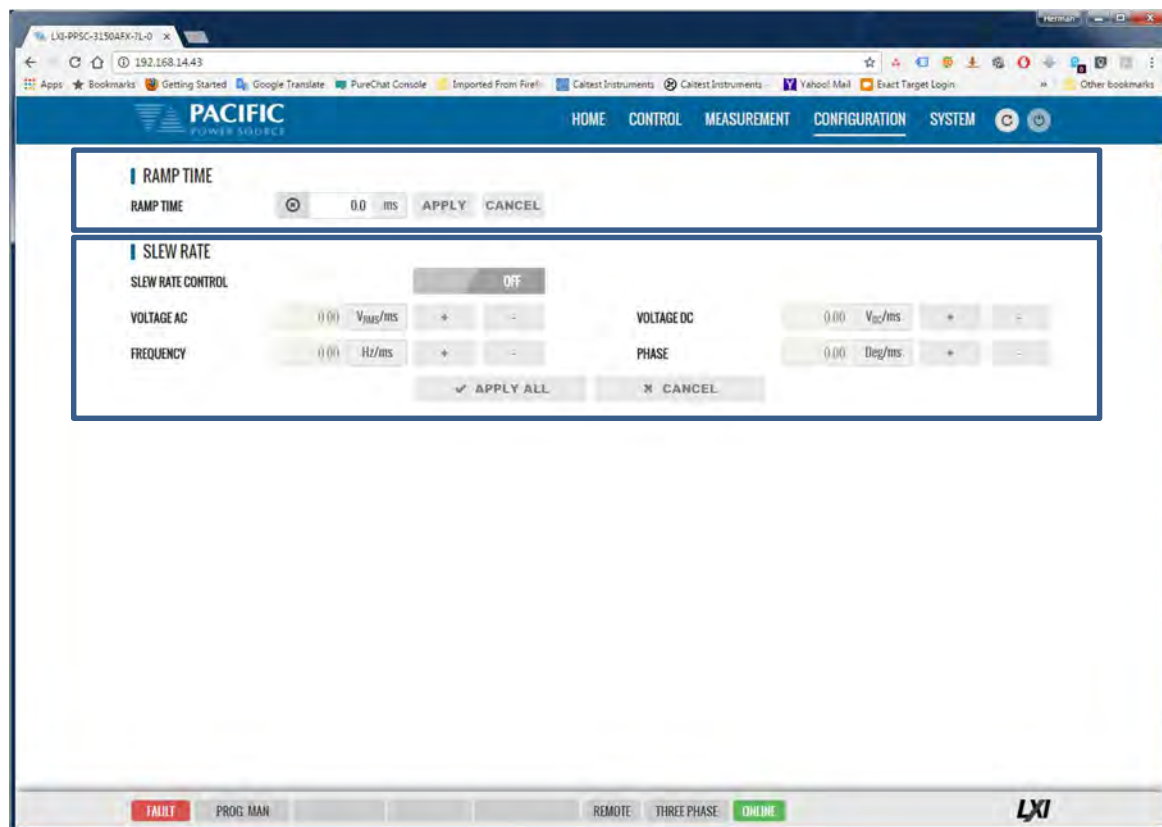 Herman
LXI-PPSC-3150AFX-7L-0
192.168.14.43
Apps Bookmarks Getting Started Google Translate PureChat Console Imported From Firef Caltest Instruments Caltest Instruments Yahoo! Mail Exact Target Login » Other bookmarks
PACIFIC
POWER SOURCE
HOME CONTROL MEASUREMENT CONFIGURATION SYSTEM
RAMP TIME
RAMP TIME 0.0 ms APPLY CANCEL
SLEW RATE
SLEW RATE CONTROL OFF
VOLTAGE AC 0.00 VRMS/ms + - VOLTAGE DC 0.00 VDC/ms + -
FREQUENCY 0.00 Hz/ms + - PHASE 0.00 Deg/ms + -
✔ APPLY ALL ✖ CANCEL
FAULT PROG. MAN REMOTE THREE PHASE ONLINE LXI